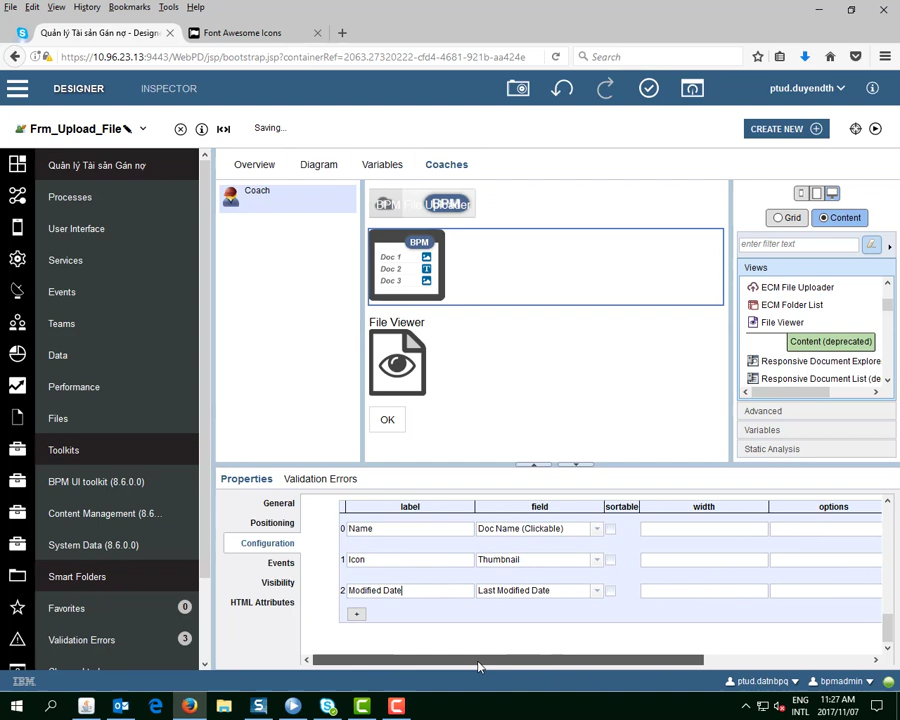 File Edit View History Bookmarks Tools Help
Quản lý Tài sản Gán nợ - Designe
Font Awesome Icons
https://10.96.23.13:9443/WebPD/jsp/bootstrap.jsp?containerRef=2063.27320222-cfd4-4681-921b-aa424e
Search
DESIGNER INSPECTOR
ptud.duyendth
Frm_Upload_File
Saving...
CREATE NEW
Quản lý Tài sản Gán nợ
Processes
User Interface
Services
Events
Teams
Data
Performance
Files
Toolkits
BPM UI toolkit (8.6.0.0)
Content Management (8.6...
System Data (8.6.0.0)
Smart Folders
Favorites 0
Validation Errors 3
Overview Diagram Variables Coaches
Coach
BPM File Uploader
BPM
BPM
Doc 1
Doc 2 T
Doc 3
File Viewer
OK
Grid Content
enter filter text
Views
ECM File Uploader
ECM Folder List
File Viewer
Content (deprecated)
Responsive Document Explore
Responsive Document List (de
Advanced
Variables
Static Analysis
Properties Validation Errors
General
Positioning
Configuration
Events
Visibility
HTML Attributes
label field sortable width options
0 Name Doc Name (Clickable)
1 Icon Thumbnail
2 Modified Date Last Modified Date
+
IBM
ptud.datnbpq bpmadmin
ENG
INTL
11:27 AM
2017/11/07